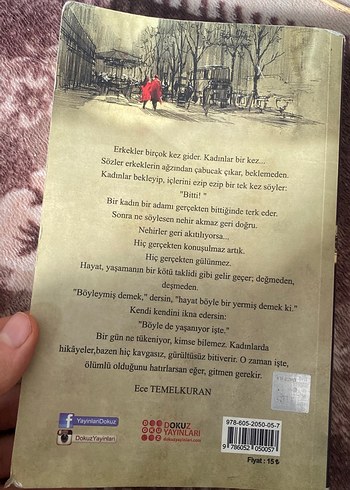 Erkekler birçok kez gider. Kadınlar bir kez...
Sözler erkeklerin ağzından çabucak çıkar, beklemeden.
Kadınlar bekleyip, içlerini ezip ezip bir tek kez söyler:
"Bitti! "
Bir kadın bir adamı gerçekten bittiğinde terk eder.
Sonra ne söylesen nehir akmaz geri doğru.
Nehirler geri akıtılıyorsa...
Hiç gerçekten konuşulmaz artık.
Hiç gerçekten gülünmez.
Hayat, yaşamanın bir kötü taklidi gibi gelir geçer; değmeden,
deşmeden.
"Böyleymiş demek," dersin, "hayat böyle bir yermiş demek ki."
Kendi kendini ikna edersin:
"Böyle de yaşanıyor işte."
Bir gün ne tükeniyor, kimse bilemez. Kadınlarda
hikâyeler,bazen hiç kavgasız, gürültüsüz bitiverir. O zaman işte,
ölümlü olduğunu hatırlarsan eğer, gitmen gerekir.
Ece TEMELKURAN
YayinlariDokuz
DokuzYayinlari
DOKUZ
YAYINLARI
978-605-2050-05-7
9 786052 050057
Fiyat : 15 ₺